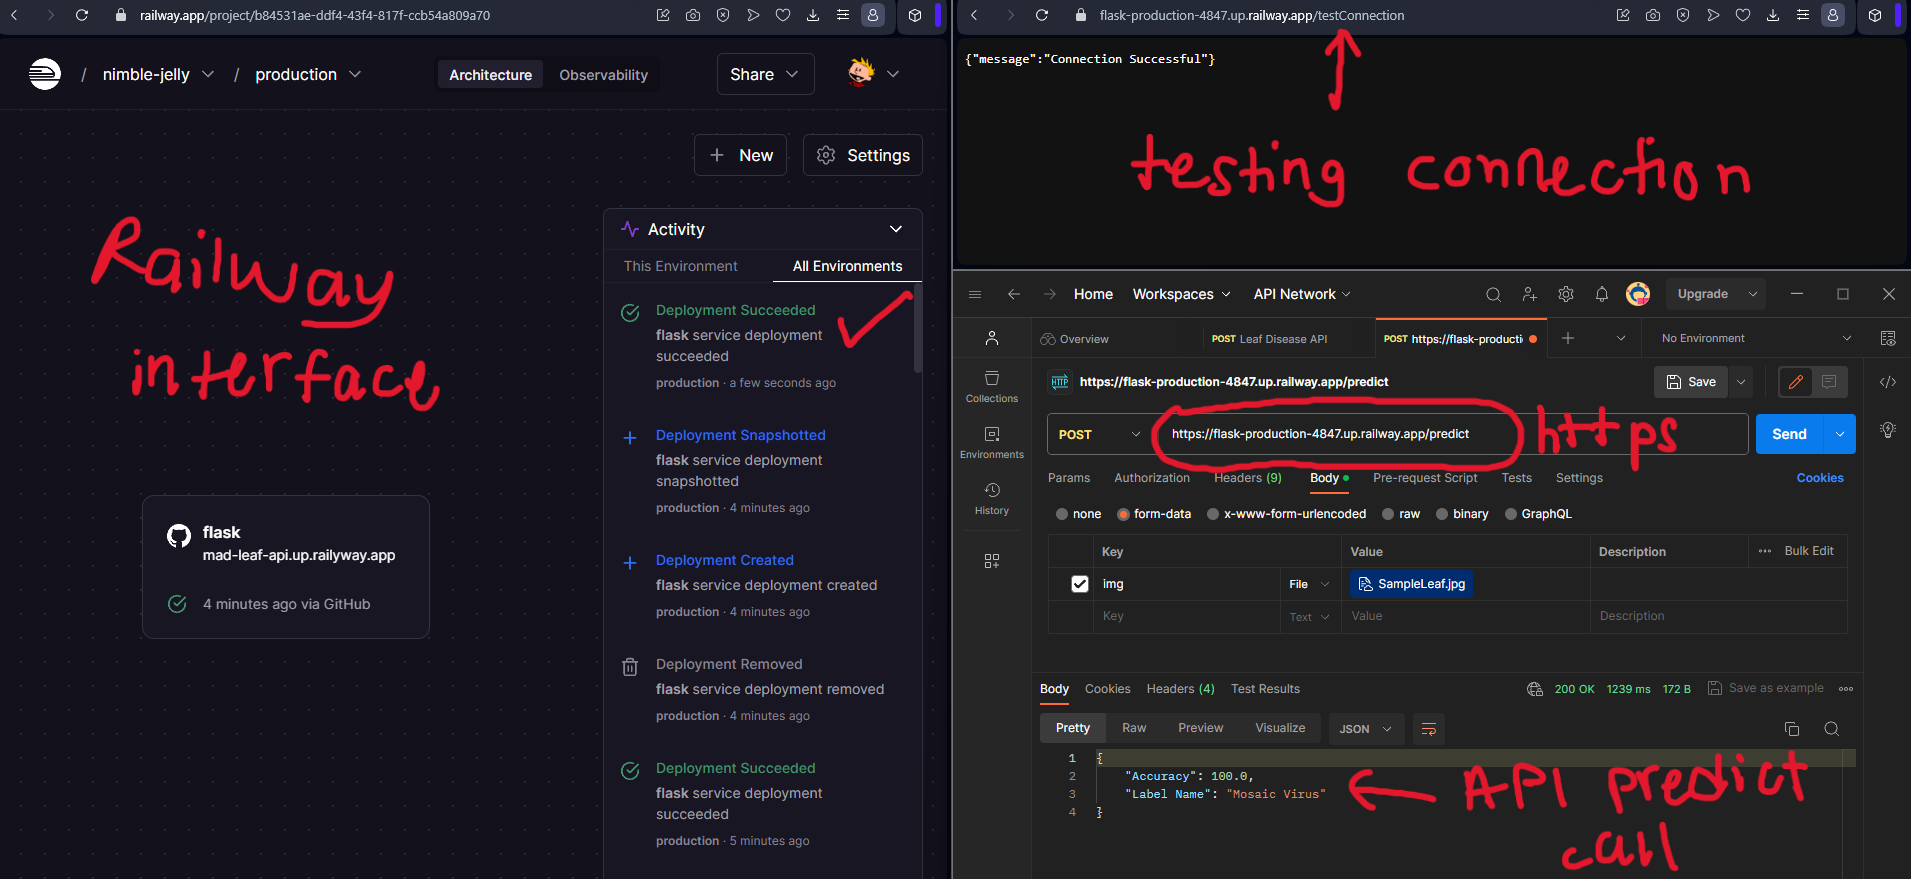 railway.app/project/b84531ae-ddf4-43f4-817f-ccb54a809a70
/ nimble-jelly / production
Architecture Observability
Share
New Settings
Railway
interface
Activity
This Environment All Environments
Deployment Succeeded
flask service deployment
succeeded
production · a few seconds ago
Deployment Snapshotted
flask service deployment
snapshotted
production · 4 minutes ago
Deployment Created
flask service deployment created
production · 4 minutes ago
Deployment Removed
flask service deployment removed
production · 4 minutes ago
Deployment Succeeded
flask service deployment
succeeded
production · 5 minutes ago
flask
mad-leaf-api.up.railyway.app
4 minutes ago via GitHub
flask-production-4847.up.railway.app/testConnection
{"message":"Connection Successful"}
testing connection
Home Workspaces API Network Upgrade
Overview POST Leaf Disease API POST https://flask-producti No Environment
HTTP https://flask-production-4847.up.railway.app/predict Save
Collections
Environments
History
POST https://flask-production-4847.up.railway.app/predict Send
https
Params Authorization Headers (9) Body Pre-request Script Tests Settings Cookies
none form-data x-www-form-urlencoded raw binary GraphQL
Key Value Description Bulk Edit
img File SampleLeaf.jpg
Key Text Value Description
Body Cookies Headers (4) Test Results 200 OK 1239 ms 172 B Save as example
Pretty Raw Preview Visualize JSON
1 {
2 "Accuracy": 100.0,
3 "Label Name": "Mosaic Virus"
4 }
API predict
call